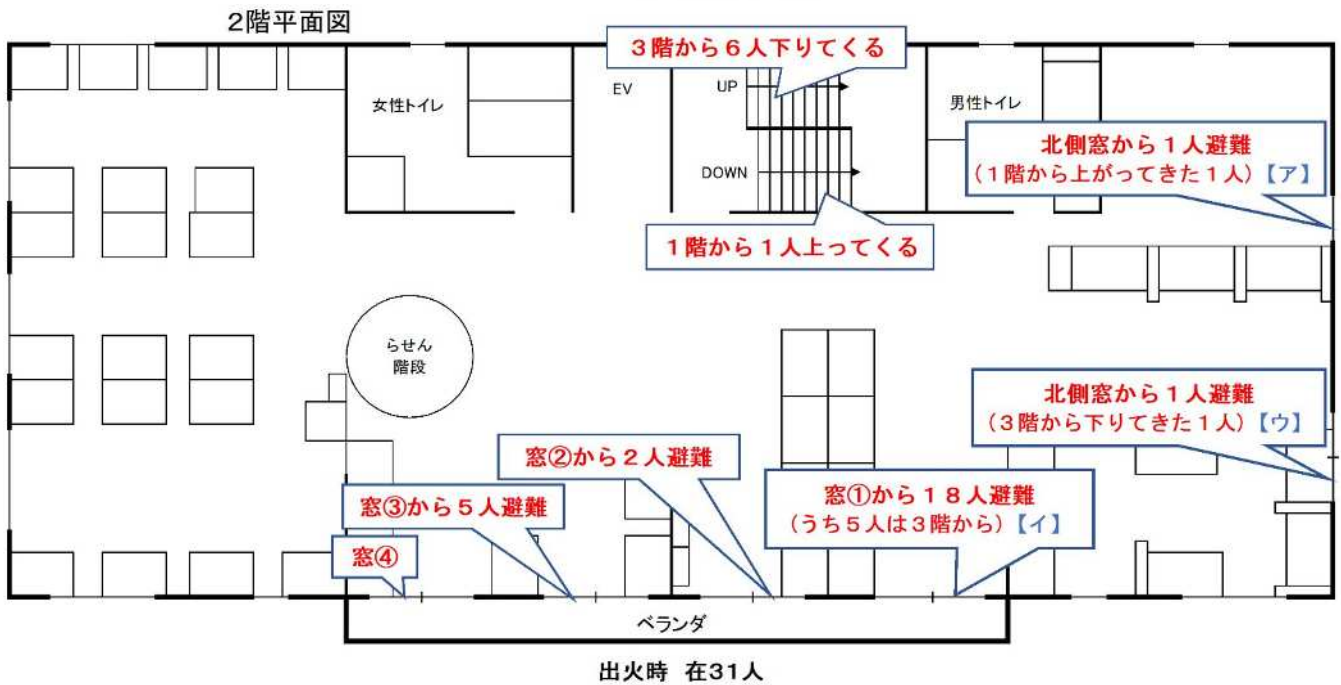 2階平面図
3階から6人下りてくる
女性トイレ
EV
UP
男性トイレ
北側窓から1人避難
(1階から上がってきた1人)【ア】
DOWN
1階から1人上ってくる
らせん
階段
北側窓から1人避難
(3階から下りてきた1人)【ウ】
窓②から2人避難
窓①から18人避難
(うち5人は3階から)【イ】
窓③から5人避難
窓④
ベランダ
出火時 在31人